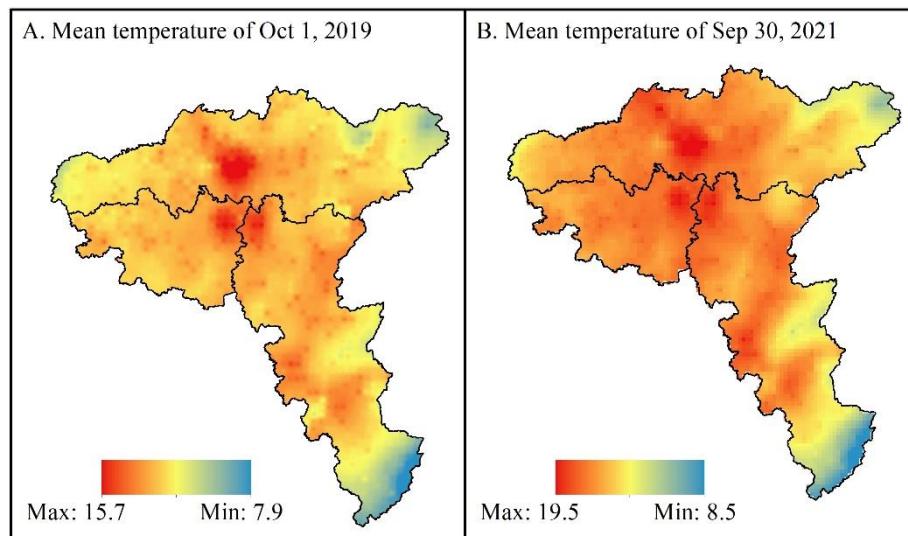 A. Mean temperature of Oct 1, 2019
Max: 15.7 Min: 7.9
B. Mean temperature of Sep 30, 2021
Max: 19.5 Min: 8.5